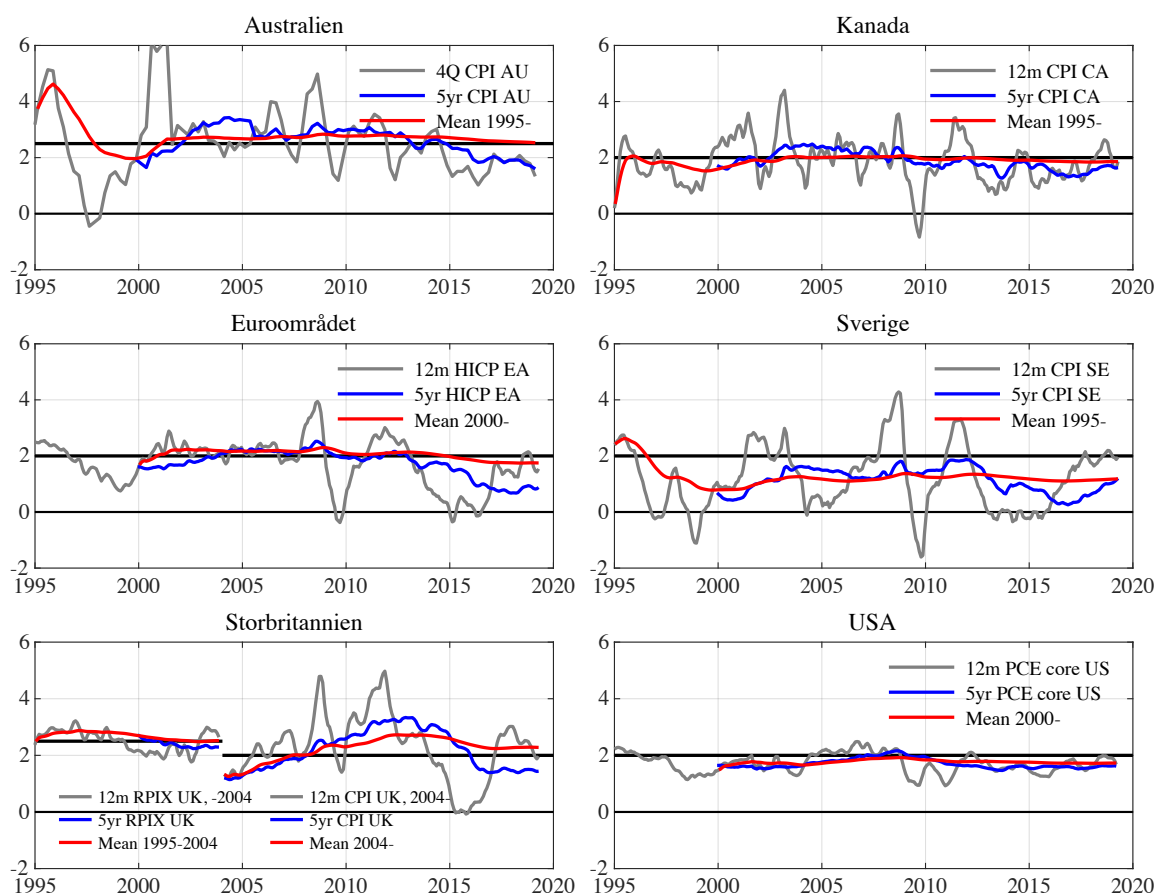 Australien
6
4
2
0
-2
4Q CPI AU
5yr CPI AU
Mean 1995-
1995 2000 2005 2010 2015 2020
Kanada
6
4
2
0
-2
12m CPI CA
5yr CPI CA
Mean 1995-
1995 2000 2005 2010 2015 2020
Euroområdet
6
4
2
0
-2
12m HICP EA
5yr HICP EA
Mean 2000-
1995 2000 2005 2010 2015 2020
Sverige
6
4
2
0
-2
12m CPI SE
5yr CPI SE
Mean 1995-
1995 2000 2005 2010 2015 2020
Storbritannien
6
4
2
0
-2
12m RPIX UK, -2004
5yr RPIX UK
Mean 1995-2004
12m CPI UK, 2004-
5yr CPI UK
Mean 2004-
1995 2000 2005 2010 2015 2020
USA
6
4
2
0
-2
12m PCE core US
5yr PCE core US
Mean 2000-
1995 2000 2005 2010 2015 2020